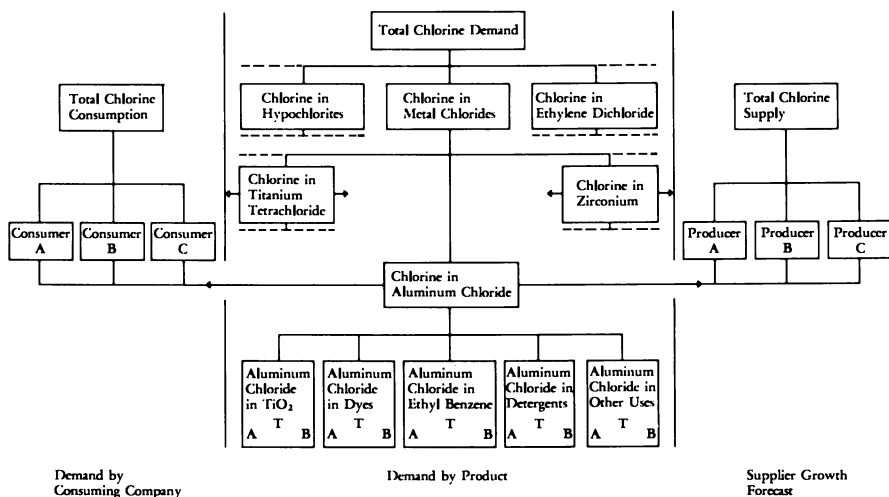 Total Chlorine Demand
Total Chlorine
Consumption
Chlorine in
Hypochlorites
Chlorine in
Metal Chlorides
Chlorine in
Ethylene Dichloride
Total Chlorine
Supply
Chlorine in
Titanium
Tetrachloride
Chlorine in
Zirconium
Consumer
A
Consumer
B
Consumer
C
Producer
A
Producer
B
Producer
C
Chlorine in
Aluminum Chloride
Aluminum
Chloride
in TiO₂
T
A B
Aluminum
Chloride
in Dyes
T
A B
Aluminum
Chloride in
Ethyl Benzene
T
A B
Aluminum
Chloride in
Detergents
T
A B
Aluminum
Chloride in
Other Uses
T
A B
Demand by
Consuming Company
Demand by Product
Supplier Growth
Forecast